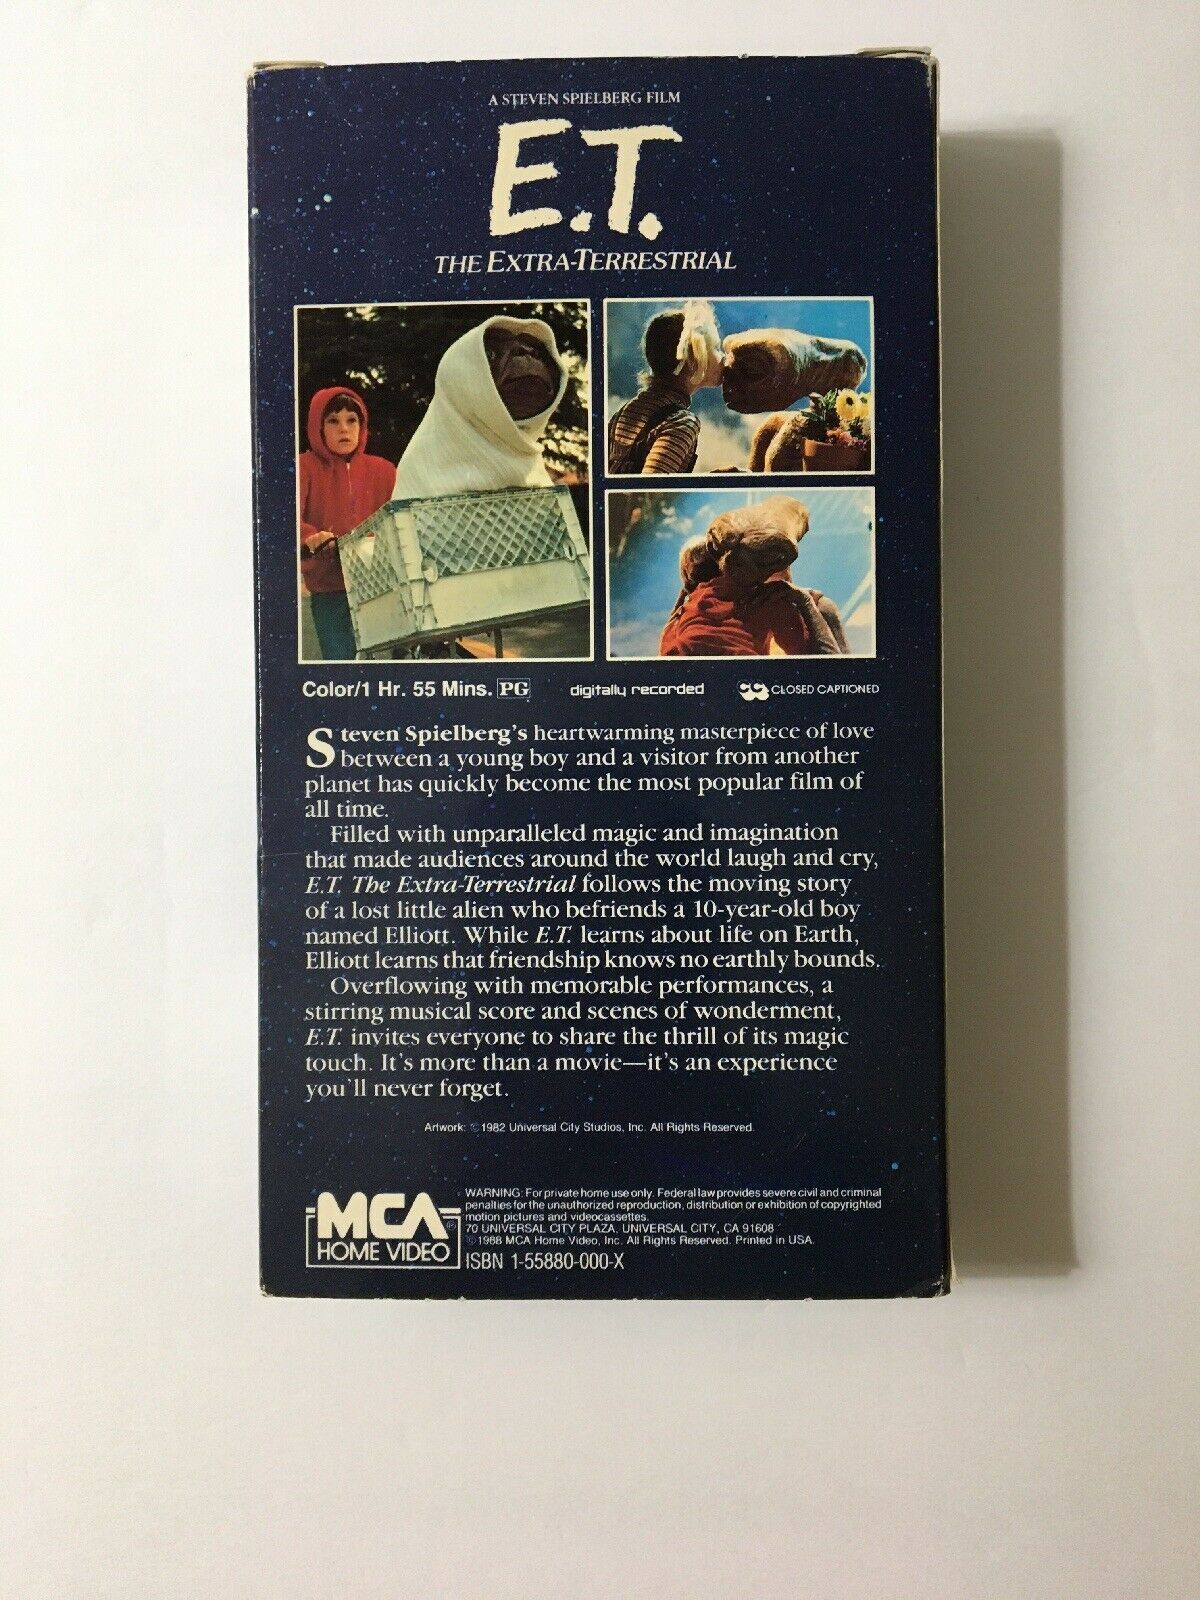 A STEVEN SPIELBERG FILM
E.T.
THE EXTRA-TERRESTRIAL
Color/1 Hr. 55 Mins. PG digitally recorded CC CLOSED CAPTIONED
Steven Spielberg's heartwarming masterpiece of love
between a young boy and a visitor from another
planet has quickly become the most popular film of
all time.
Filled with unparalleled magic and imagination
that made audiences around the world laugh and cry,
E.T. The Extra-Terrestrial follows the moving story
of a lost little alien who befriends a 10-year-old boy
named Elliott. While E.T. learns about life on Earth,
Elliott learns that friendship knows no earthly bounds.
Overflowing with memorable performances, a
stirring musical score and scenes of wonderment,
E.T. invites everyone to share the thrill of its magic
touch. It's more than a movie—it's an experience
you'll never forget.
Artwork: © 1982 Universal City Studios, Inc. All Rights Reserved.
MCA®
HOME VIDEO
WARNING: For private home use only. Federal law provides severe civil and criminal
penalties for the unauthorized reproduction, distribution or exhibition of copyrighted
motion pictures and videocassettes.
70 UNIVERSAL CITY PLAZA, UNIVERSAL CITY, CA 91608
©1988 MCA Home Video, Inc. All Rights Reserved. Printed in USA.
ISBN 1-55880-000-X